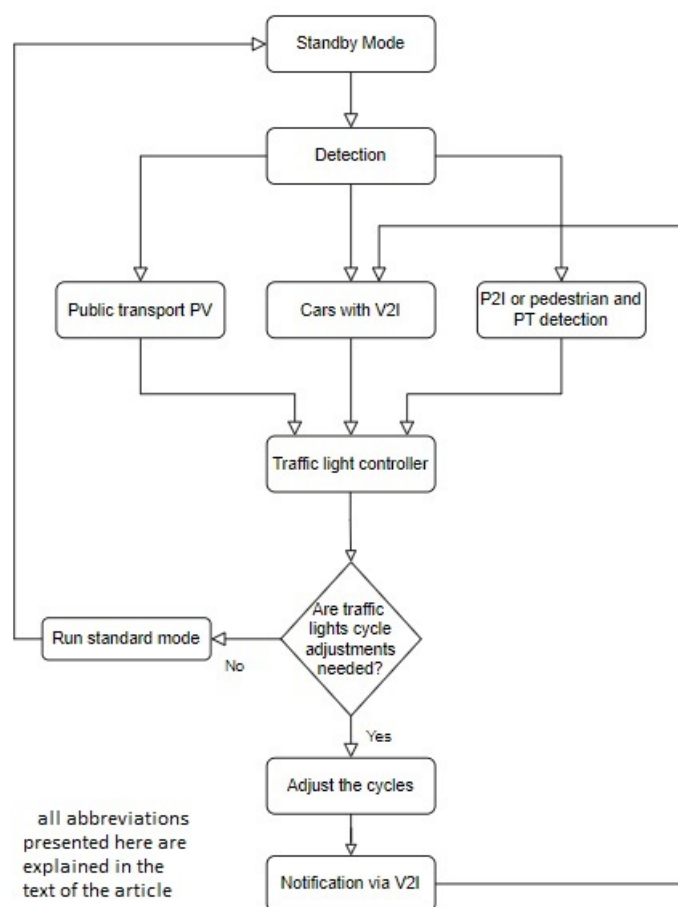 Standby Mode
Detection
Public transport PV
Cars with V2I
P2I or pedestrian and
PT detection
Traffic light controller
Are traffic
lights cycle
adjustments
needed?
Run standard mode
No
Yes
Adjust the cycles
all abbreviations
presented here are
explained in the
text of the article
Notification via V2I